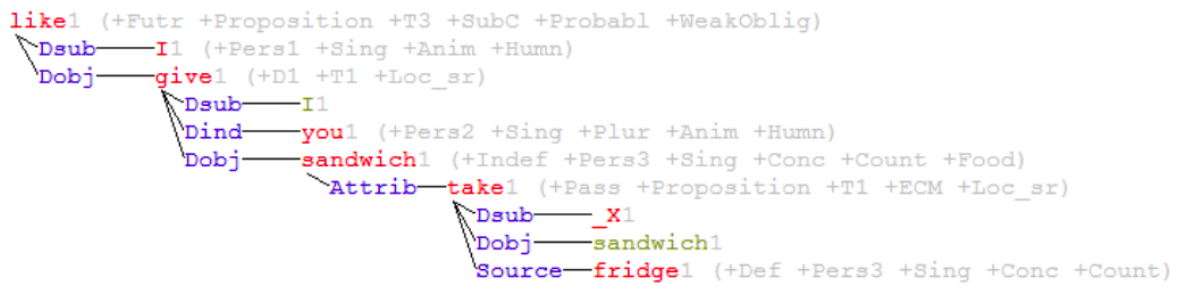 like1 (+Futr +Proposition +T3 +SubC +Probabl +WeakOblig)
Dsub I1 (+Pers1 +Sing +Anim +Humn)
Dobj give1 (+D1 +T1 +Loc_sr)
Dsub I1
Dind you1 (+Pers2 +Sing +Plur +Anim +Humn)
Dobj sandwich1 (+Indef +Pers3 +Sing +Conc +Count +Food)
Attrib take1 (+Pass +Proposition +T1 +ECM +Loc_sr)
Dsub _X1
Dobj sandwich1
Source fridge1 (+Def +Pers3 +Sing +Conc +Count)